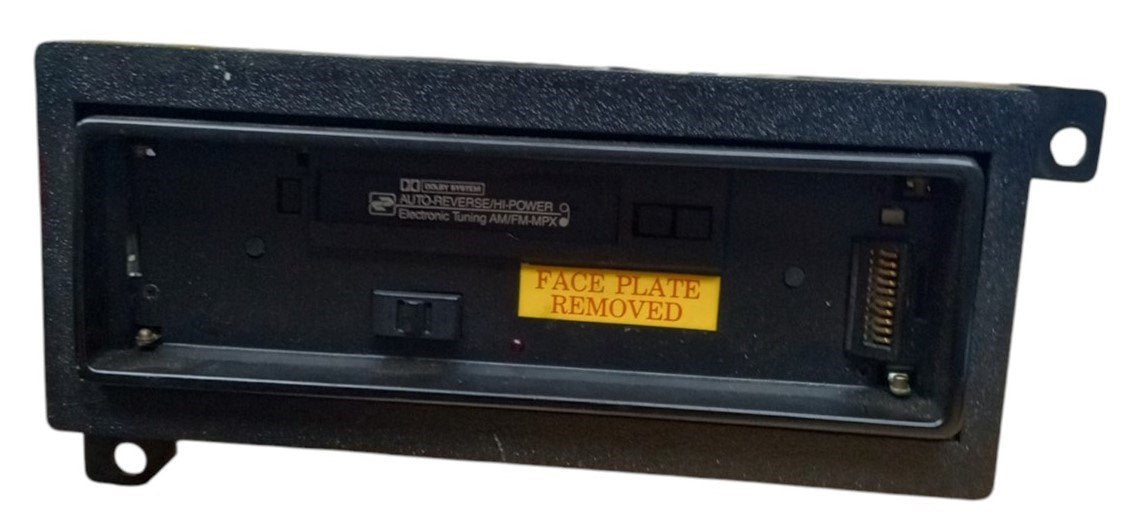 DOLBY SYSTEM
AUTO-REVERSE/HI-POWER
Electronic Tuning AM/FM-MPX
FACE PLATE
REMOVED